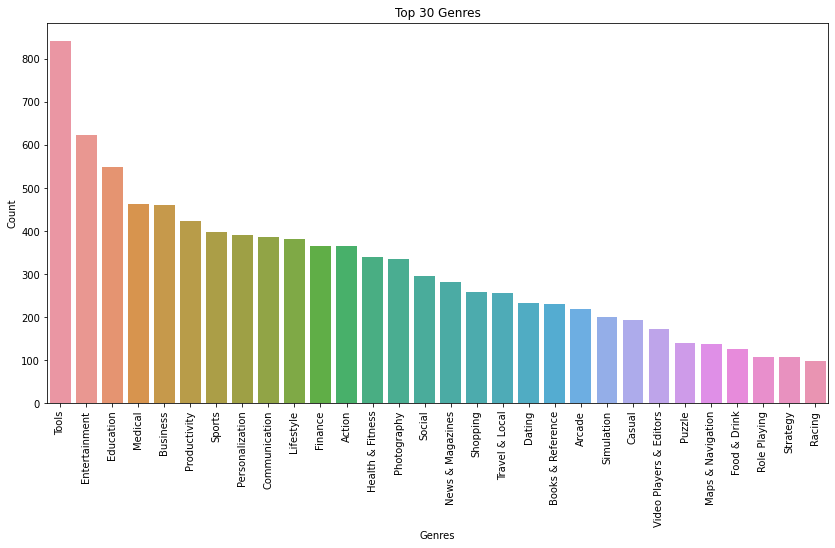 Top 30 Genres
Count
800
700
600
500
400
300
200
100
0
Tools
Entertainment
Education
Medical
Business
Productivity
Sports
Personalization
Communication
Lifestyle
Finance
Action
Health & Fitness
Photography
Social
News & Magazines
Shopping
Travel & Local
Dating
Books & Reference
Arcade
Simulation
Casual
Video Players & Editors
Puzzle
Maps & Navigation
Food & Drink
Role Playing
Strategy
Racing
Genres